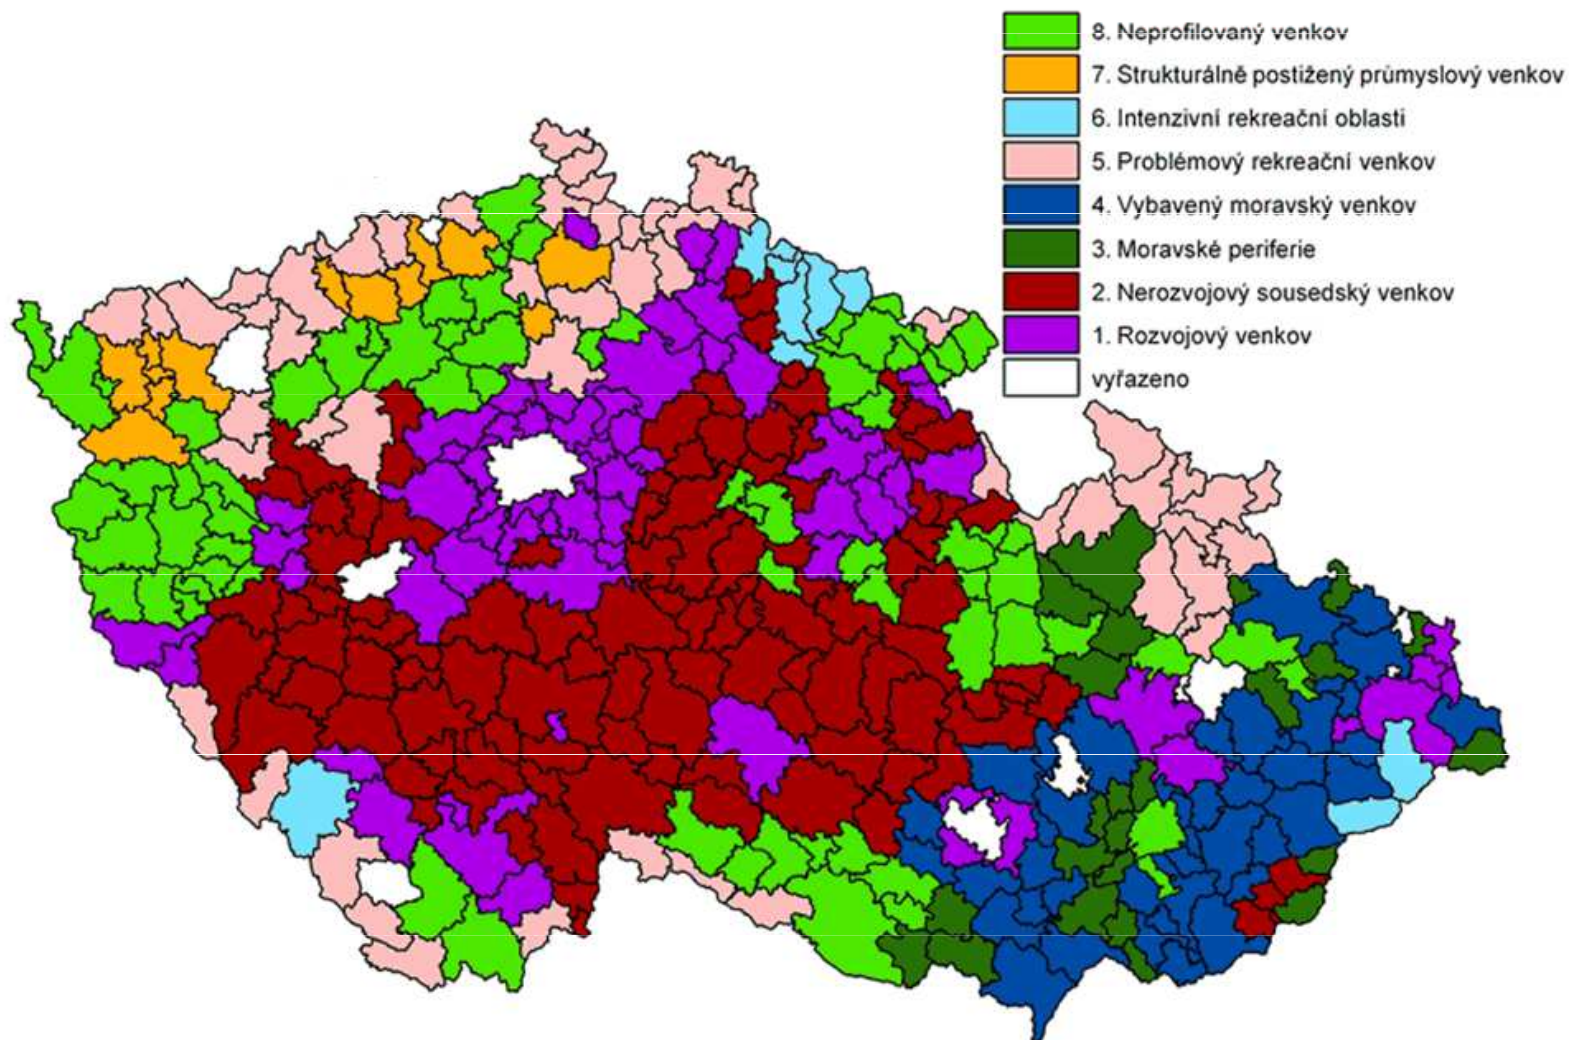 8. Neprofilovaný venkov
7. Strukturálně postižený průmyslový venkov
6. Intenzivní rekreační oblasti
5. Problémový rekreační venkov
4. Vybavený moravský venkov
3. Moravské periferie
2. Nerozvojový sousedský venkov
1. Rozvojový venkov
vyřazeno